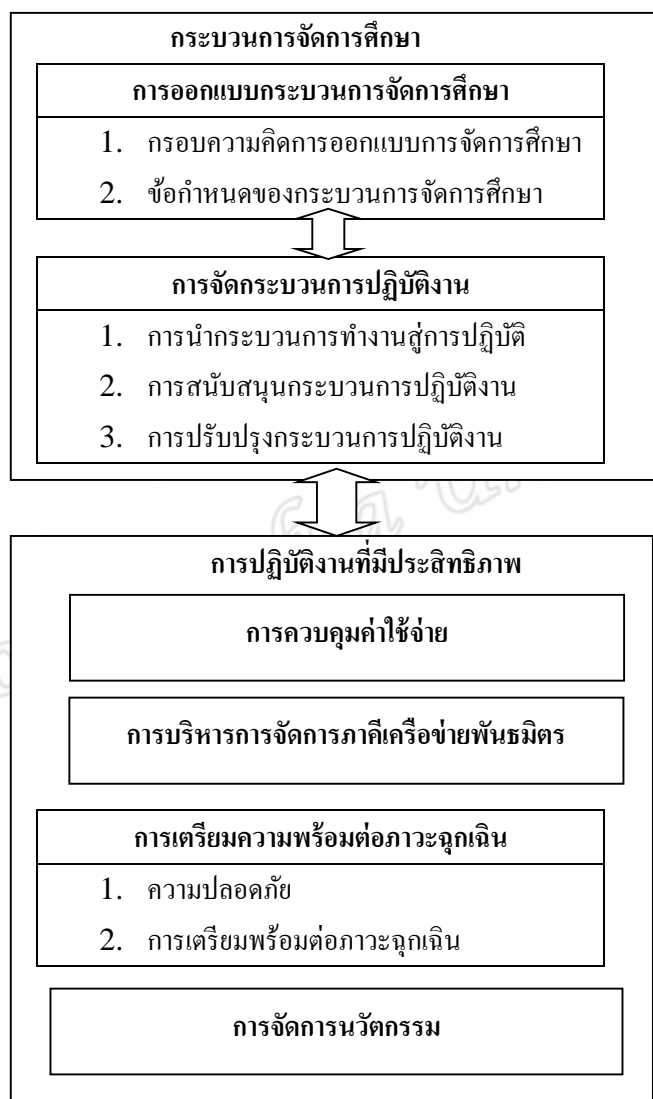 กระบวนการจัดการศึกษา
การออกแบบกระบวนการจัดการศึกษา
1. กรอบความคิดการออกแบบการจัดการศึกษา
2. ข้อกำหนดของกระบวนการจัดการศึกษา
การจัดกระบวนการปฏิบัติงาน
1. การนำกระบวนการทำงานสู่การปฏิบัติ
2. การสนับสนุนกระบวนการปฏิบัติงาน
3. การปรับปรุงกระบวนการปฏิบัติงาน
การปฏิบัติงานที่มีประสิทธิภาพ
การควบคุมค่าใช้จ่าย
การบริหารการจัดการภาคีเครือข่ายพันธมิตร
การเตรียมความพร้อมต่อภาวะฉุกเฉิน
1. ความปลอดภัย
2. การเตรียมพร้อมต่อภาวะฉุกเฉิน
การจัดการนวัตกรรม